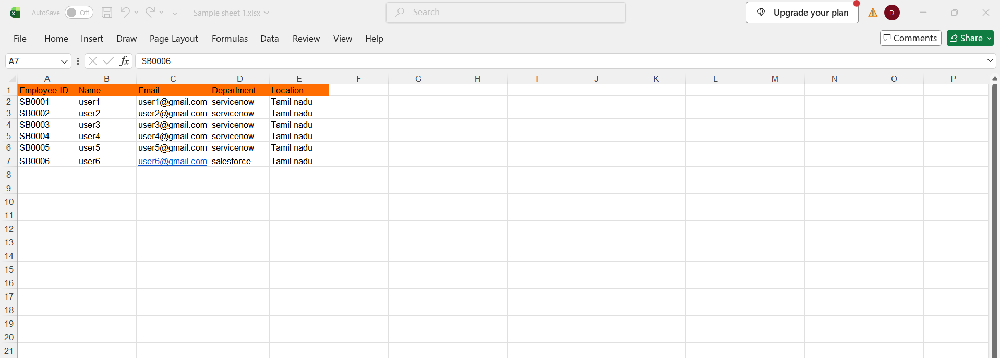 AutoSave Off Sample sheet 1.xlsx Search Upgrade your plan D
File Home Insert Draw Page Layout Formulas Data Review View Help Comments Share
A7 fx SB0006
A B C D E F G H I J K L M N O P
1 Employee ID Name Email Department Location
2 SB0001 user1 user1@gmail.com servicenow Tamil nadu
3 SB0002 user2 user2@gmail.com servicenow Tamil nadu
4 SB0003 user3 user3@gmail.com servicenow Tamil nadu
5 SB0004 user4 user4@gmail.com servicenow Tamil nadu
6 SB0005 user5 user5@gmail.com servicenow Tamil nadu
7 SB0006 user6 user6@gmail.com salesforce Tamil nadu
8
9
10
11
12
13
14
15
16
17
18
19
20
21